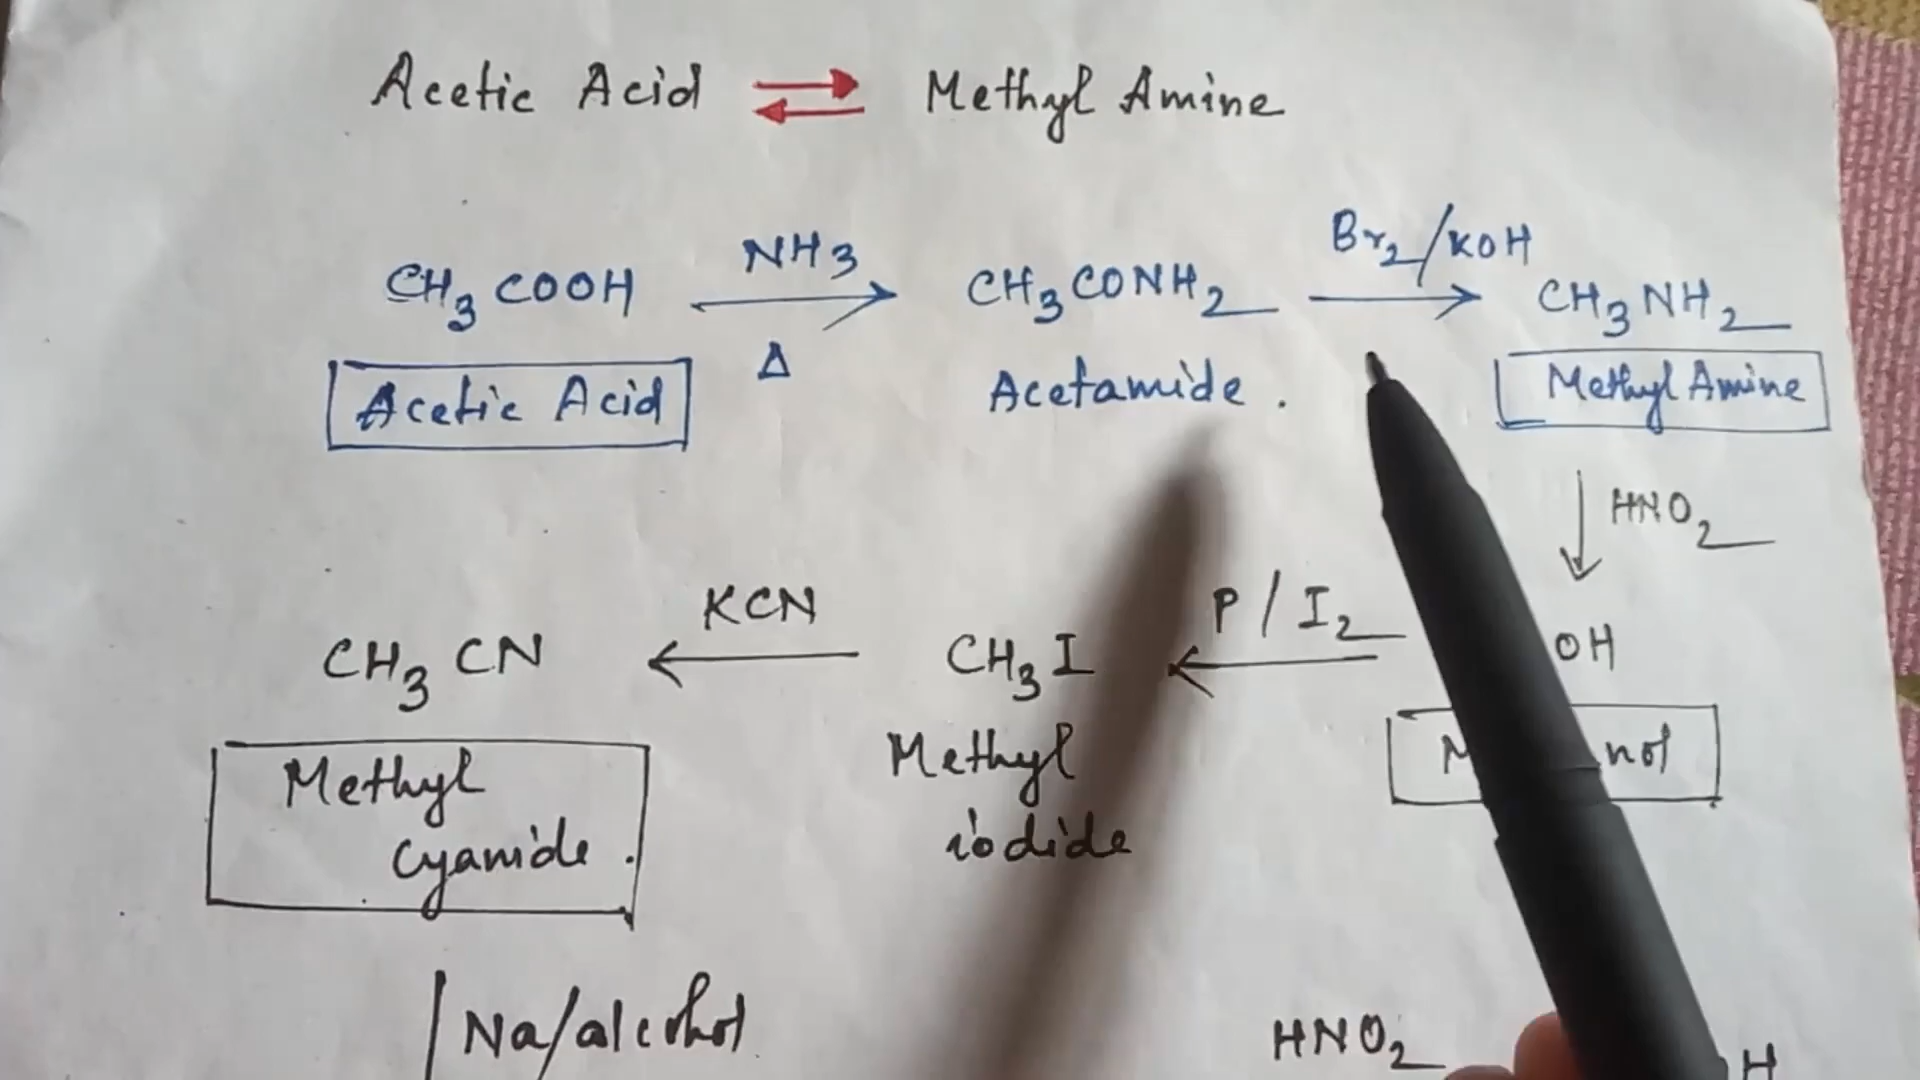 Acetic Acid ⇌ Methyl Amine
NH3
Br2/KOH
CH3COOH → CH3CONH2 → CH3NH2
Δ
Acetic Acid
Acetamide.
Methyl Amine
↓ HNO2
KCN
P/I2
CH3CN ← CH3I ← OH
Methyl
cyanide.
Methyl
iodide
Na/alcohol
HNO2
H